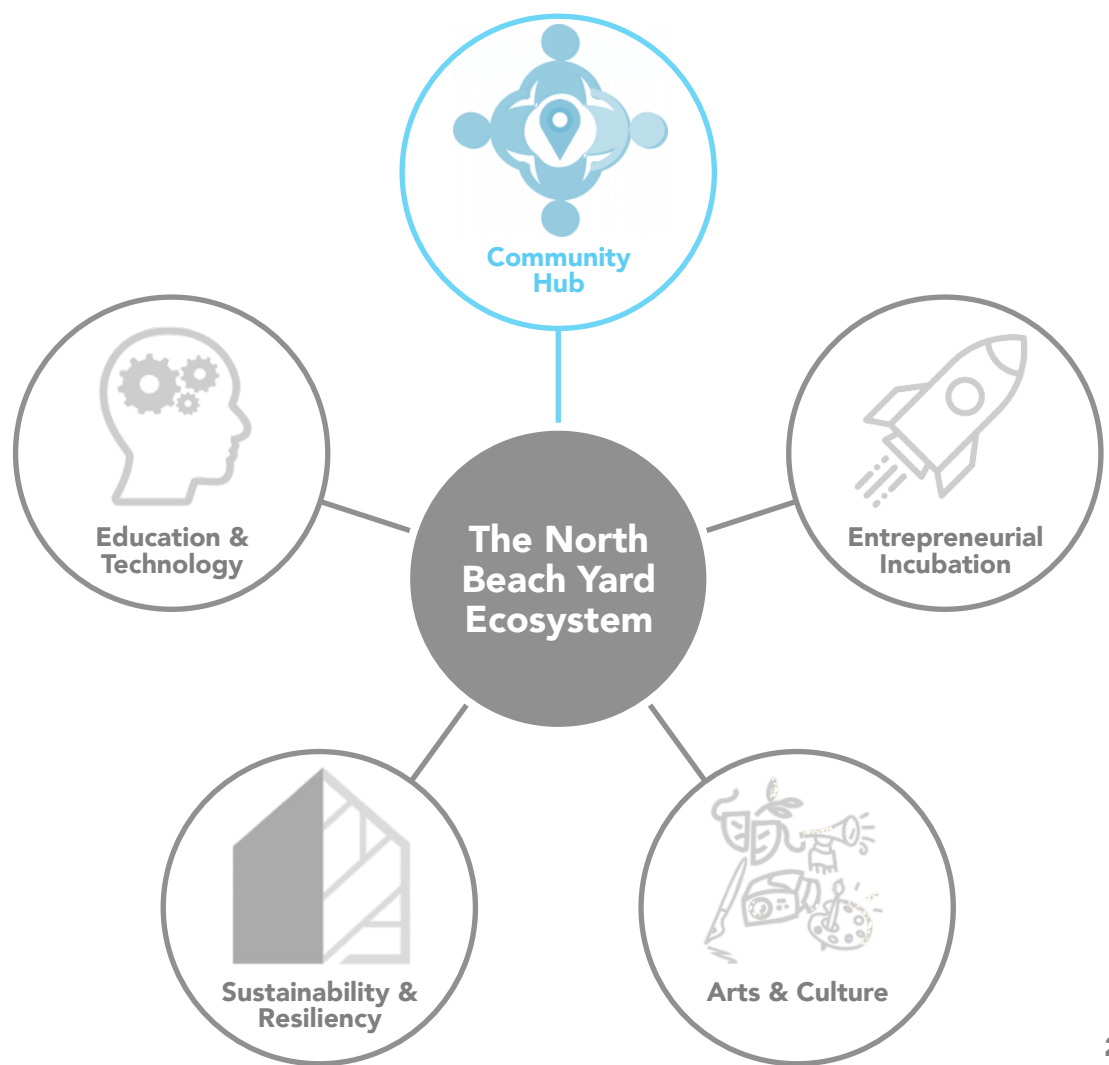 Community
Hub
Education &
Technology
Entrepreneurial
Incubation
The North
Beach Yard
Ecosystem
Sustainability &
Resiliency
Arts & Culture